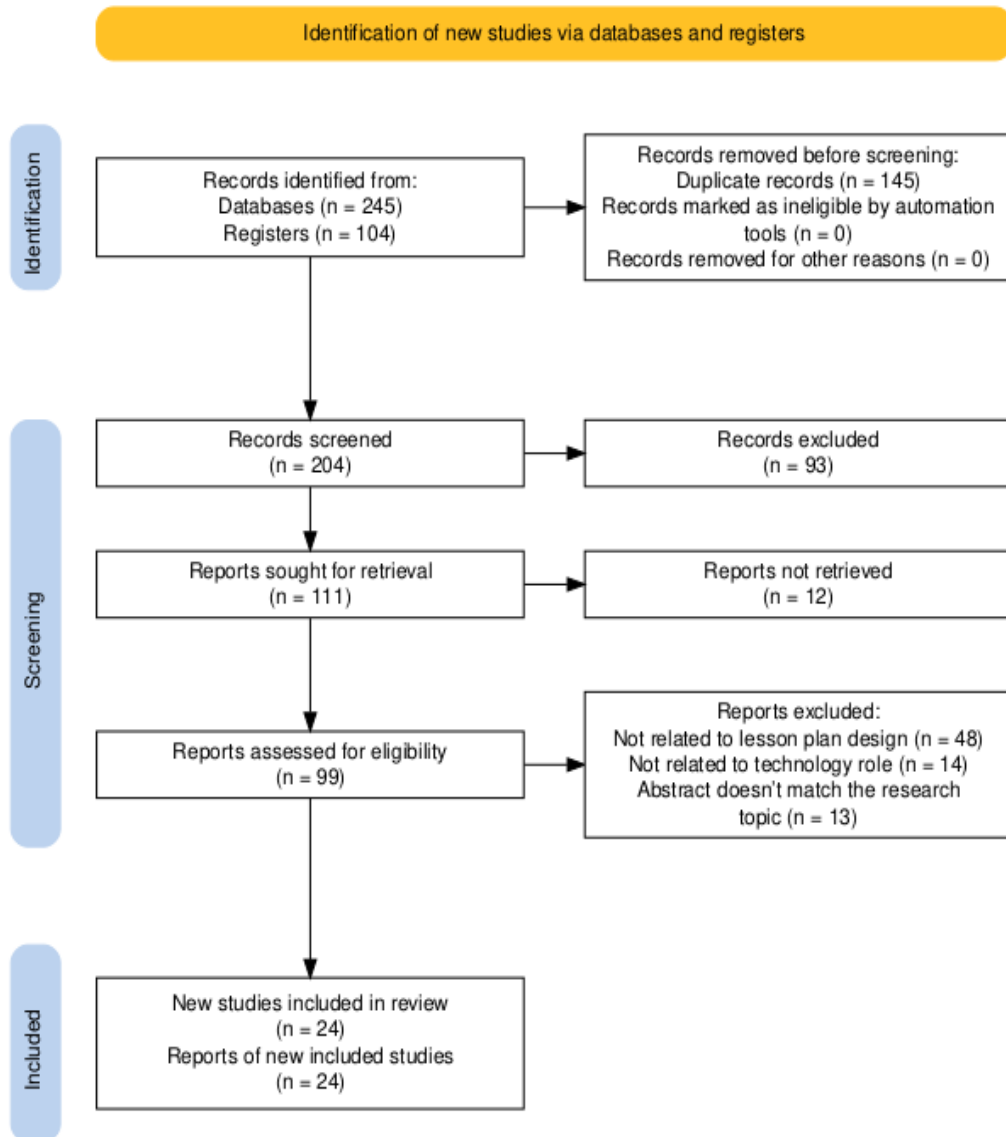 Identification of new studies via databases and registers
Identification
Records identified from:
Databases (n = 245)
Registers (n = 104)
Records removed before screening:
Duplicate records (n = 145)
Records marked as ineligible by automation
tools (n = 0)
Records removed for other reasons (n = 0)
Screening
Records screened
(n = 204)
Records excluded
(n = 93)
Reports sought for retrieval
(n = 111)
Reports not retrieved
(n = 12)
Reports assessed for eligibility
(n = 99)
Reports excluded:
Not related to lesson plan design (n = 48)
Not related to technology role (n = 14)
Abstract doesn't match the research
topic (n = 13)
Included
New studies included in review
(n = 24)
Reports of new included studies
(n = 24)